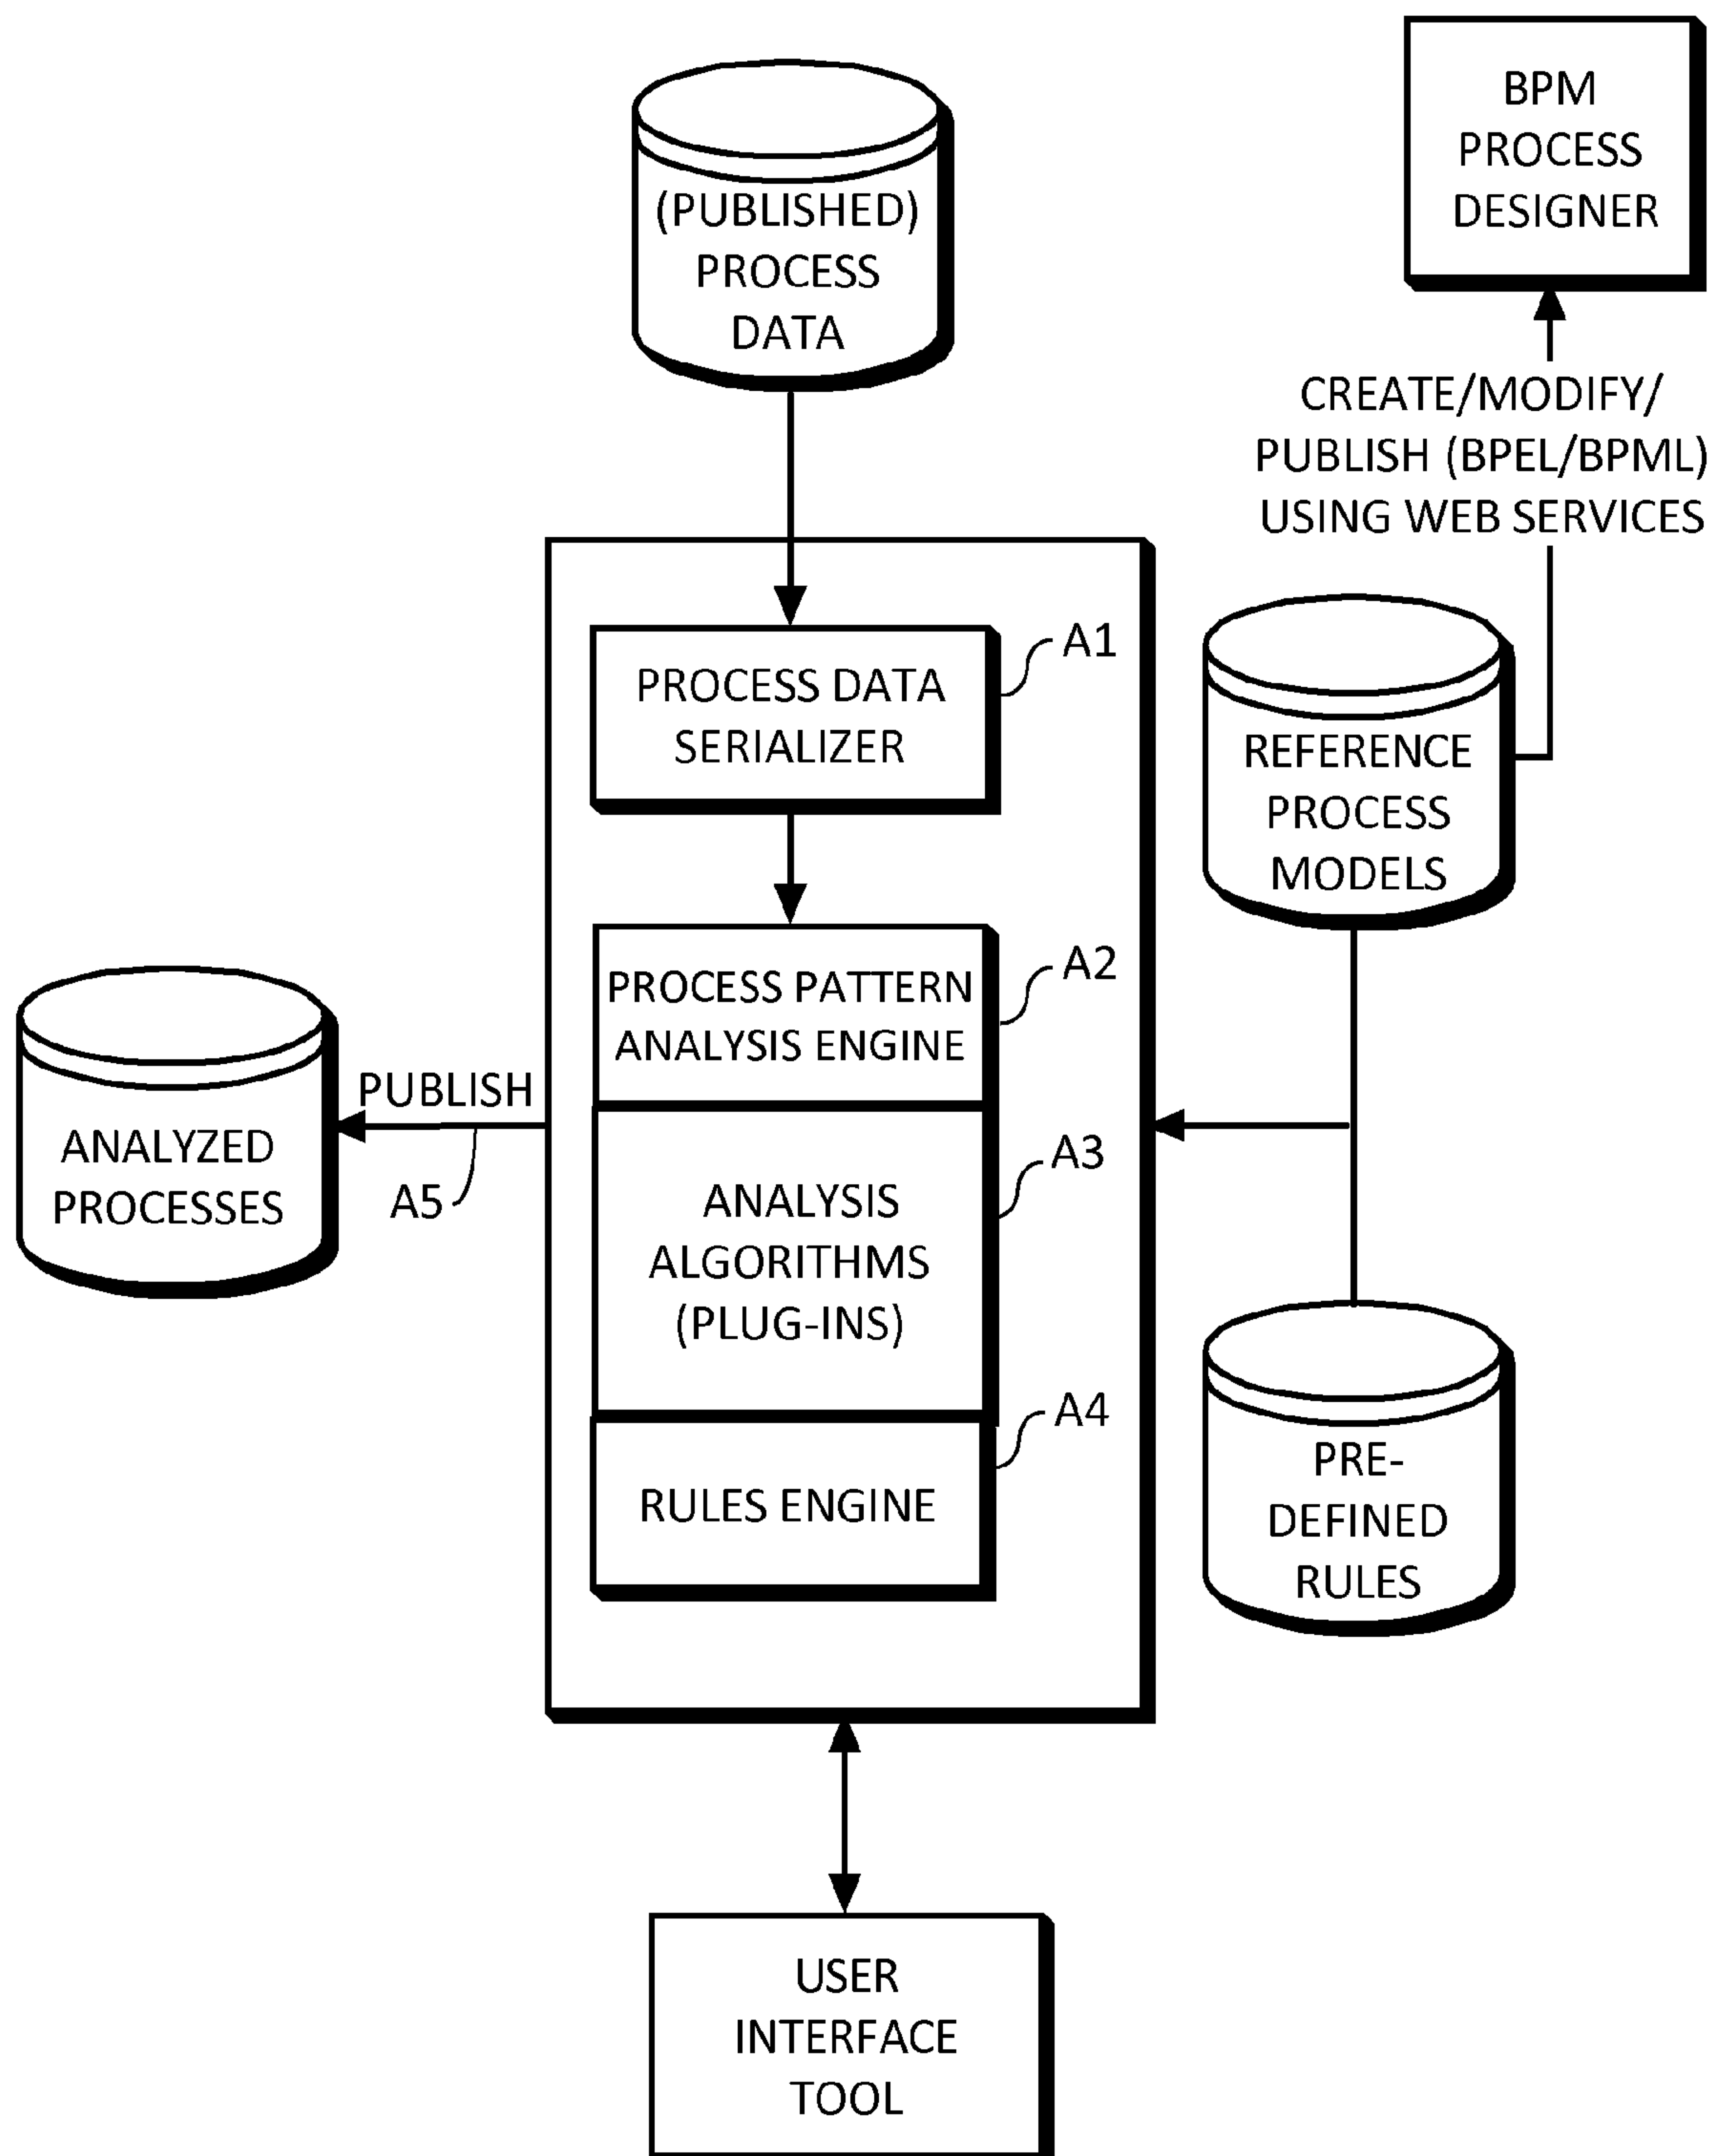 BPM
PROCESS
DESIGNER
(PUBLISHED)
PROCESS
DATA
CREATE/MODIFY/
PUBLISH (BPEL/BPML)
USING WEB SERVICES
A1
PROCESS DATA
SERIALIZER
REFERENCE
PROCESS
MODELS
A2
PROCESS PATTERN
ANALYSIS ENGINE
PUBLISH
ANALYZED
PROCESSES
A5
A3
ANALYSIS
ALGORITHMS
(PLUG-INS)
A4
RULES ENGINE
PRE-
DEFINED
RULES
USER
INTERFACE
TOOL